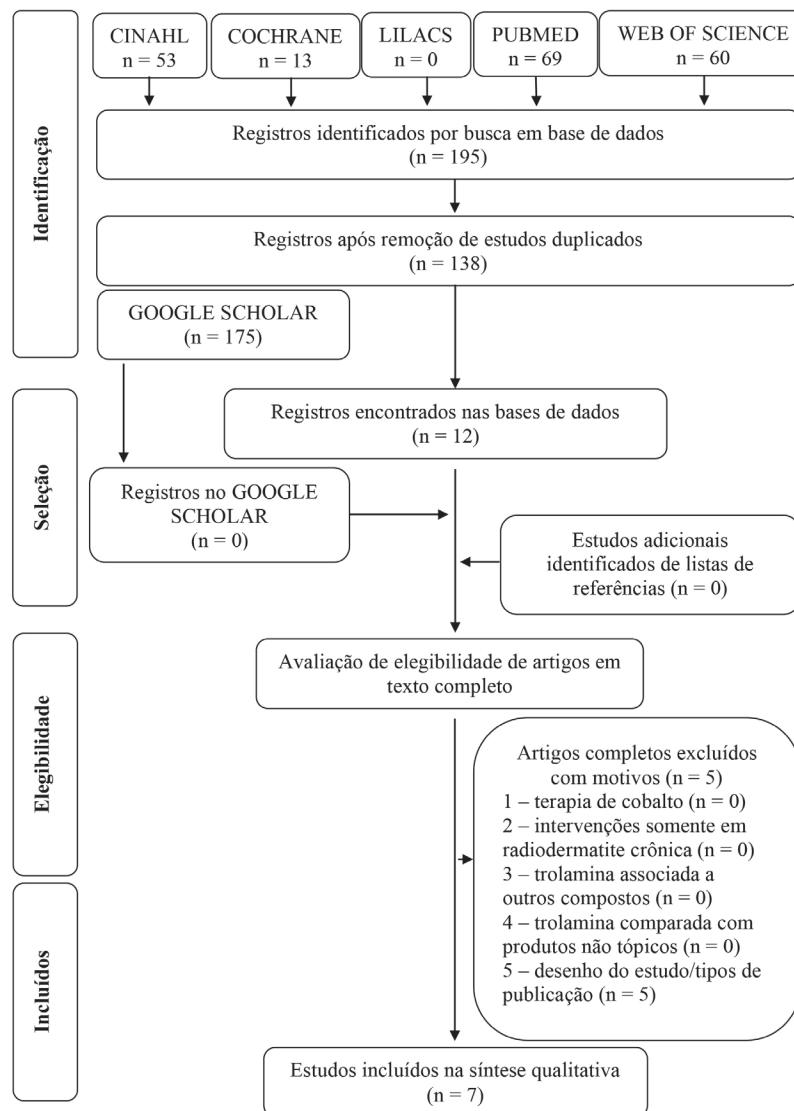 CINAHL
n = 53
COCHRANE
n = 13
LILACS
n = 0
PUBMED
n = 69
WEB OF SCIENCE
n = 60
Identificação
Registros identificados por busca em base de dados
(n = 195)
Registros após remoção de estudos duplicados
(n = 138)
GOOGLE SCHOLAR
(n = 175)
Seleção
Registros encontrados nas bases de dados
(n = 12)
Registros no GOOGLE
SCHOLAR
(n = 0)
Estudos adicionais
identificados de listas de
referências (n = 0)
Elegibilidade
Avaliação de elegibilidade de artigos em
texto completo
Artigos completos excluídos
com motivos (n = 5)
1 – terapia de cobalto (n = 0)
2 – intervenções somente em
radiodermatite crônica (n = 0)
3 – trolamina associada a
outros compostos (n = 0)
4 – trolamina comparada com
produtos não tópicos (n = 0)
5 – desenho do estudo/tipos de
publicação (n = 5)
Incluídos
Estudos incluídos na síntese qualitativa
(n = 7)